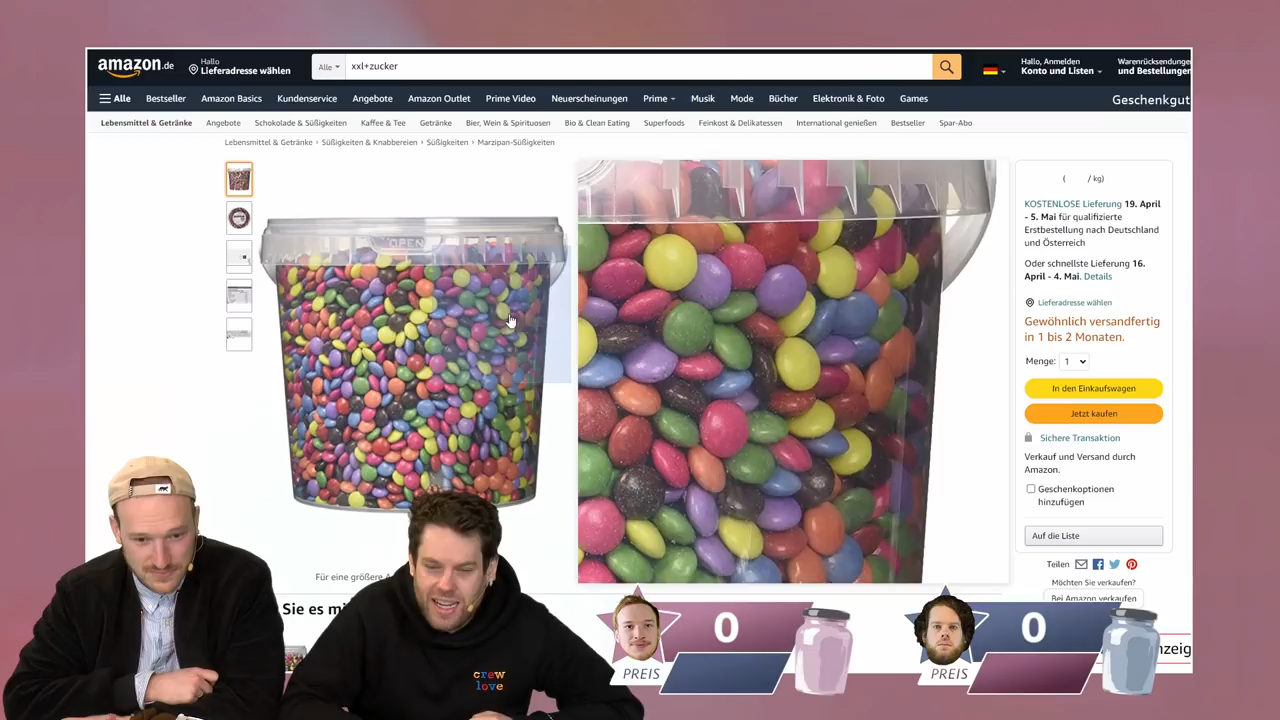 amazon.de
Hallo
Lieferadresse wählen
Alle
xxl+zucker
Hallo, Anmelden
Konto und Listen
Warenrücksendungen
und Bestellungen
Alle
Bestseller
Amazon Basics
Kundenservice
Angebote
Amazon Outlet
Prime Video
Neuerscheinungen
Prime
Musik
Mode
Bücher
Elektronik & Foto
Games
Geschenkgut
Lebensmittel & Getränke
Angebote
Schokolade & Süßigkeiten
Kaffee & Tee
Getränke
Bier, Wein & Spirituosen
Bio & Clean Eating
Superfoods
Feinkost & Delikatessen
International genießen
Bestseller
Spar-Abo
Lebensmittel & Getränke › Süßigkeiten & Knabbereien › Süßigkeiten › Marzipan-Süßigkeiten
OPEN
( / kg)
KOSTENLOSE Lieferung 19. April
- 5. Mai für qualifizierte
Erstbestellung nach Deutschland
und Österreich
Oder schnellste Lieferung 16.
April - 4. Mai. Details
Lieferadresse wählen
Gewöhnlich versandfertig
in 1 bis 2 Monaten.
Menge: 1
In den Einkaufswagen
Jetzt kaufen
Sichere Transaktion
Verkauf und Versand durch
Amazon.
Geschenkoptionen
hinzufügen
Auf die Liste
Teilen
Möchten Sie verkaufen?
Bei Amazon verkaufen
Für eine größere A
Sie es mi
nzeig
crew
love
0
PREIS
0
PREIS